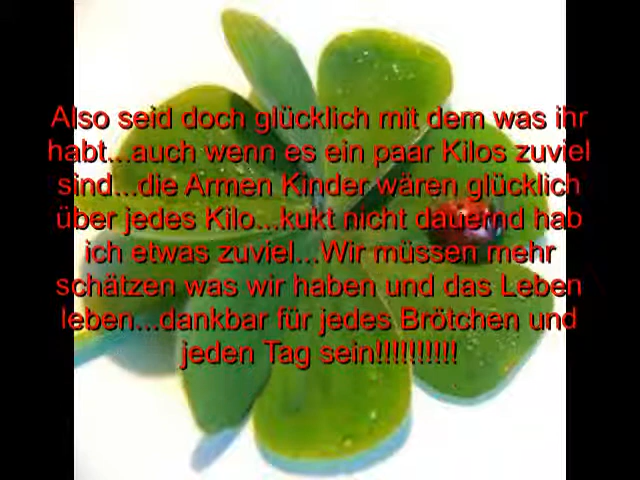 Also seid doch glücklich mit dem was ihr
habt...auch wenn es ein paar Kilos zuviel
sind...die Armen Kinder wären glücklich
über jedes Kilo...kukt nicht dauernd hab
ich etwas zuviel...Wir müssen mehr
schätzen was wir haben und das Leben
leben...dankbar für jedes Brötchen und
jeden Tag sein!!!!!!!!!!